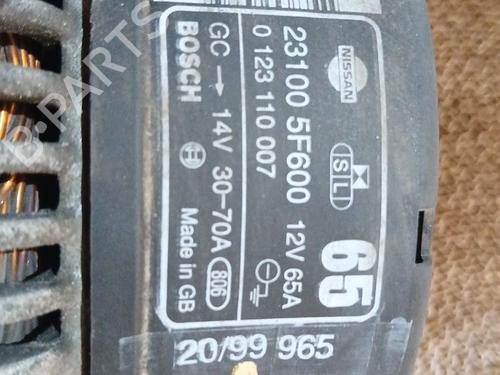 NISSAN
23100 5F600
0 123 110 007
BOSCH
GC → 14V 30-70A 806
Made in GB
S L
12V 65A
65
20/99 965
B-PARTS